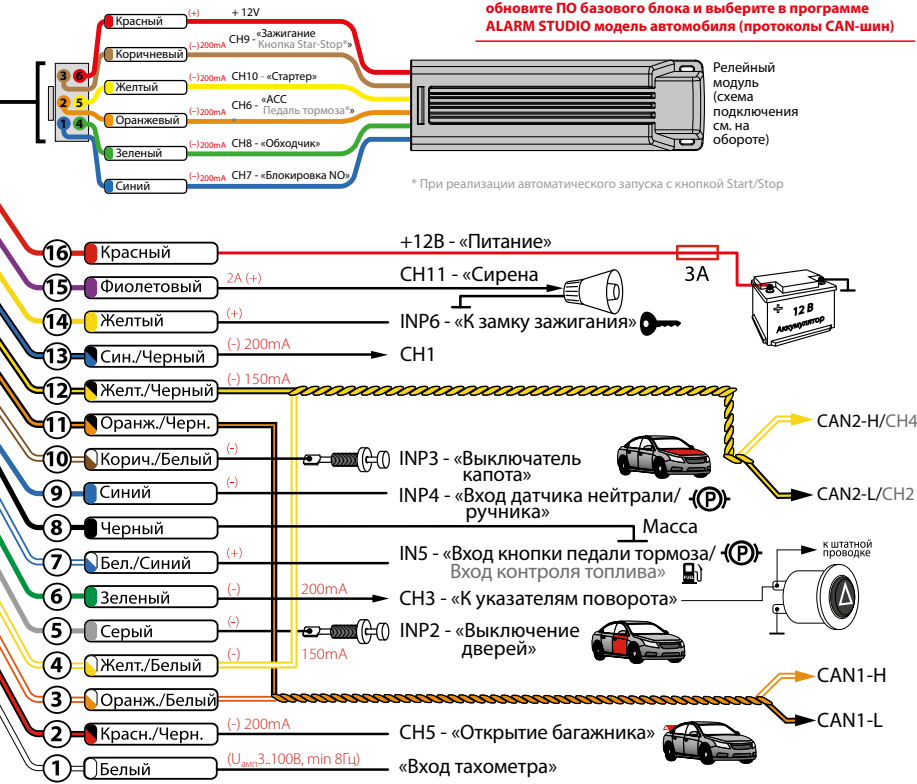 обновите ПО базового блока и выберите в программе
ALARM STUDIO модель автомобиля (протоколы CAN-шин)
Красный (+) + 12V
Коричневый (-)200mA CH9 - «Зажигание
Кнопка Star-Stop*»
Желтый (-)200mA CH10 - «Стартер»
Оранжевый (-)200mA CH6 - «АСС
Педаль тормоза*»
*
Зеленый (-)200mA CH8 - «Обходчик»
Синий (-)200mA CH7 - «Блокировка NO»
3 6
2 5
1 4
Релейный
модуль
(схема
подключения
см. на
обороте)
* При реализации автоматического запуска с кнопкой Start/Stop
16 Красный +12В - «Питание» 3А
15 Фиолетовый 2A (+) CH11 - «Сирена
14 Желтый (+) INP6 - «К замку зажигания»
+ 12 В
Аккумулятор
13 Син./Черный (-) 200mA CH1
12 Желт./Черный (-) 150mA
11 Оранж./Черн. CAN2-H/CH4
10 Корич./Белый (-) INP3 - «Выключатель
капота»
9 Синий (-) INP4 - «Вход датчика нейтрали/ (P)
ручника»
CAN2-L/CH2
8 Черный Масса
7 Бел./Синий (+) IN5 - «Вход кнопки педали тормоза/ (P)
Вход контроля топлива» FUEL
к штатной
проводке
6 Зеленый (-) 200mA CH3 - «К указателям поворота»
5 Серый (-) INP2 - «Выключение
дверей»
4 Желт./Белый (-) 150mA
3 Оранж./Белый CAN1-H
CAN1-L
2 Красн./Черн. (-) 200mA CH5 - «Открытие багажника»
1 Белый (Uамп3..100В, min 8Гц) «Вход тахометра»